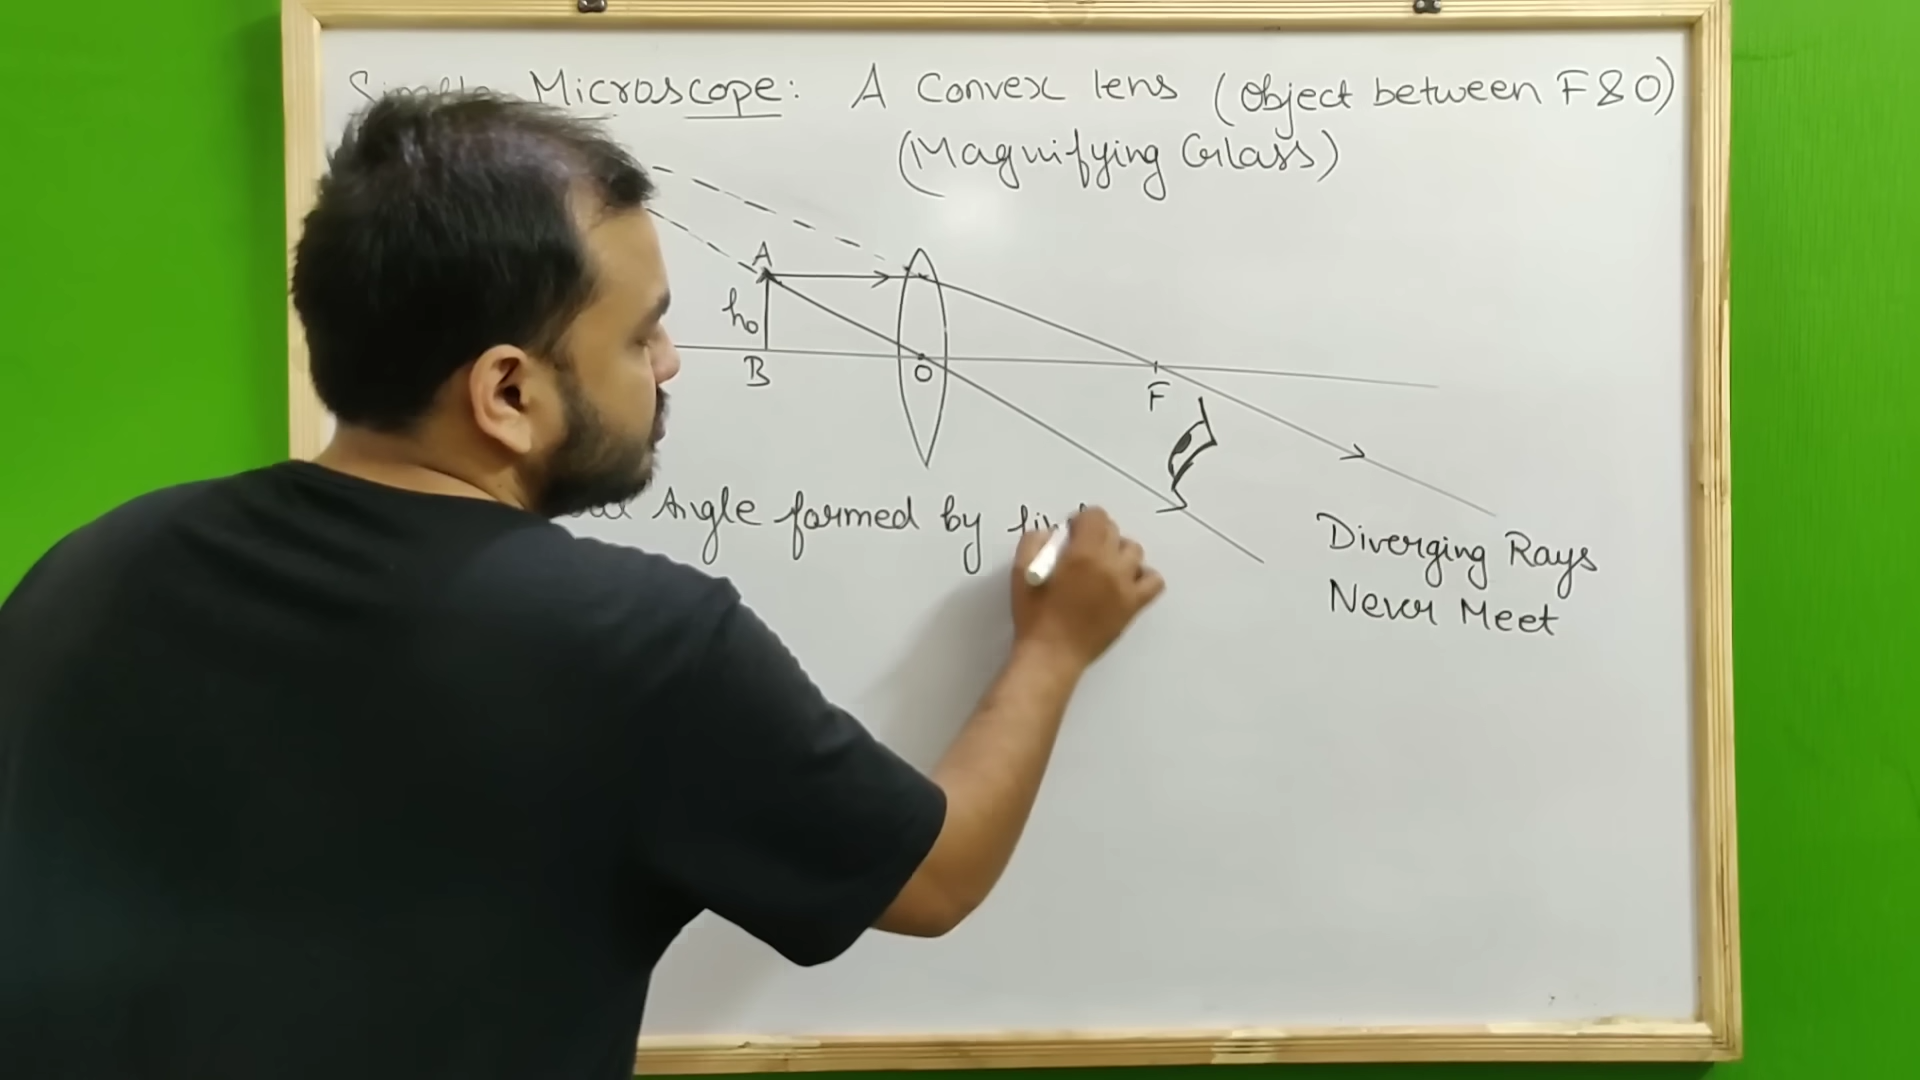 Simple Microscope: A Convex lens (Object between F & O)
(Magnifying Glass)
A
ho
B
O
F
Angle formed by
Diverging Rays
Never Meet